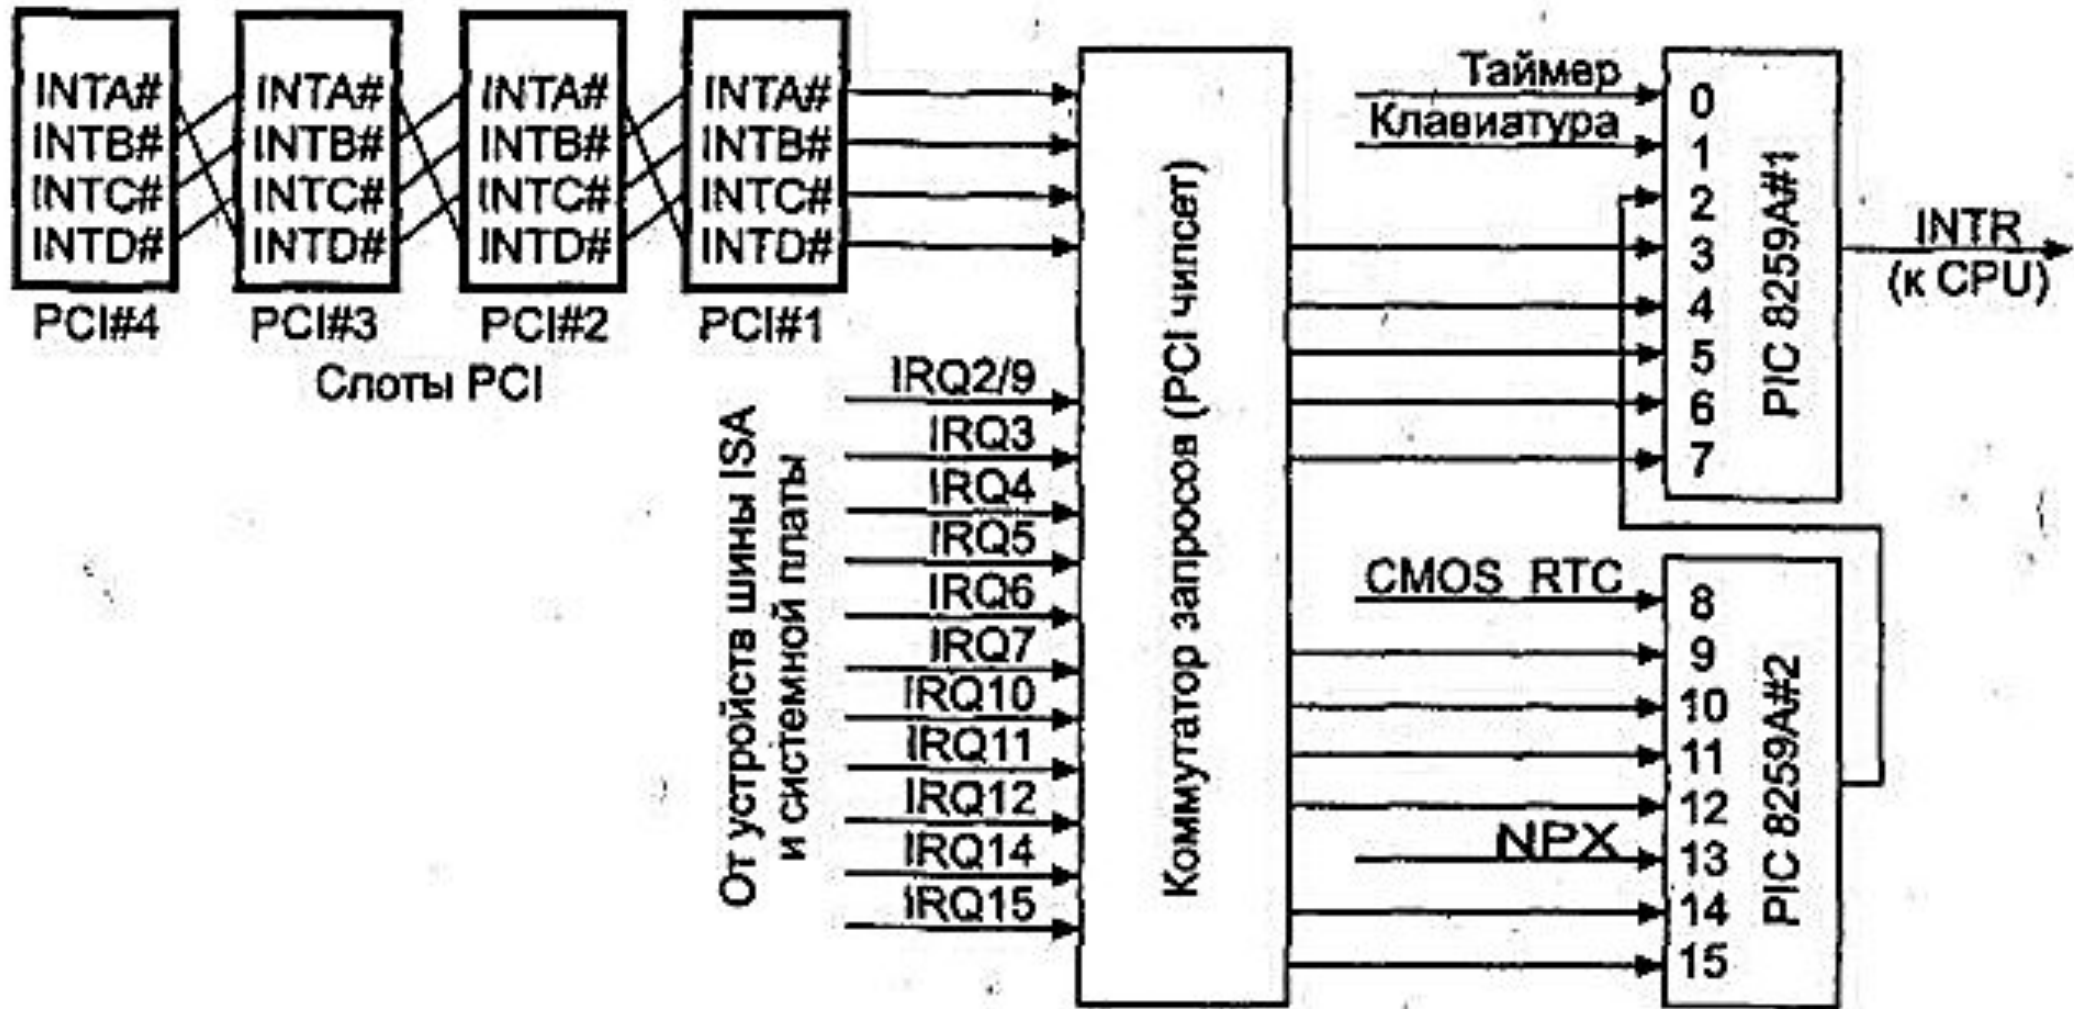 INTA#
INTB#
INTC#
INTD#
PCI#4
INTA#
INTB#
INTC#
INTD#
PCI#3
INTA#
INTB#
INTC#
INTD#
PCI#2
INTA#
INTB#
INTC#
INTD#
PCI#1
Слоты PCI
От устройств шины ISA
и системной платы
IRQ2/9
IRQ3
IRQ4
IRQ5
IRQ6
IRQ7
IRQ10
IRQ11
IRQ12
IRQ14
IRQ15
Коммутатор запросов (PCI чипсет)
Таймер
Клавиатура
0
1
2
3
4
5
6
7
PIC 8259A#1
INTR
(к CPU)
CMOS RTC
NPX
8
9
10
11
12
13
14
15
PIC 8259A#2